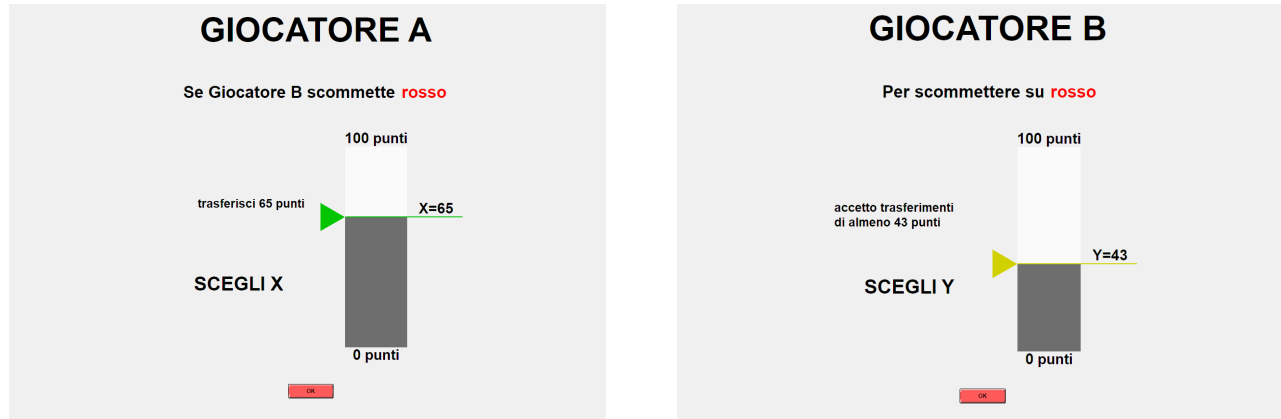 GIOCATORE A
Se Giocatore B scommette rosso
100 punti
trasferisci 65 punti
X=65
SCEGLI X
0 punti
OK
GIOCATORE B
Per scommettere su rosso
100 punti
accetto trasferimenti
di almeno 43 punti
Y=43
SCEGLI Y
0 punti
OK